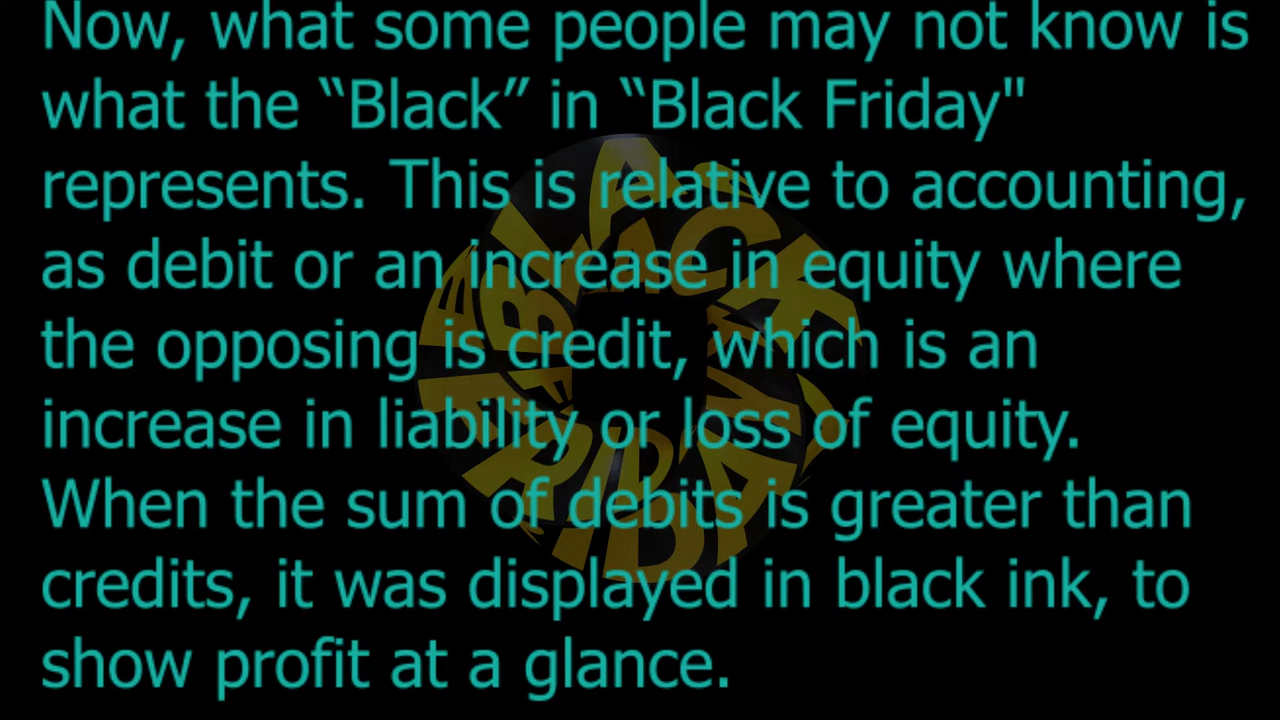 Now, what some people may not know is
what the “Black” in “Black Friday"
represents. This is relative to accounting,
as debit or an increase in equity where
the opposing is credit, which is an
increase in liability or loss of equity.
When the sum of debits is greater than
credits, it was displayed in black ink, to
show profit at a glance.
BLACK
FRIDAY